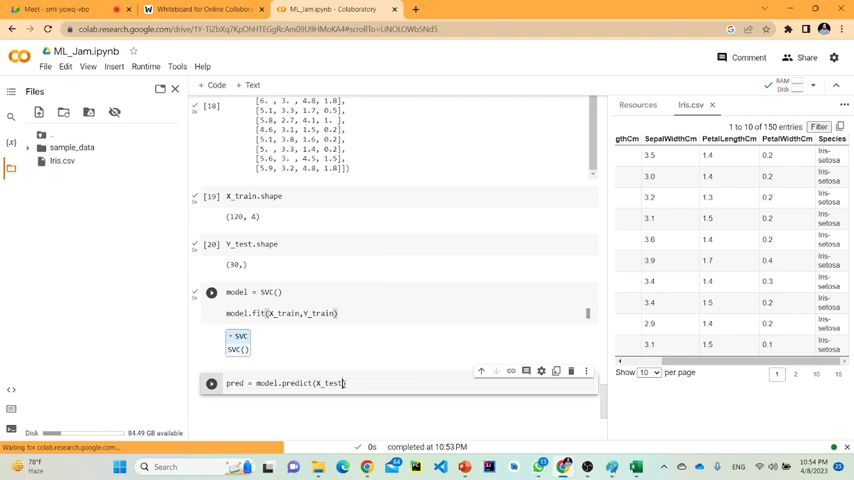 Meet - smt-yowq-vbo
Whiteboard for Online Collabora
ML_Jam.ipynb - Colaboratory
colab.research.google.com/drive/1Y-TiZbXq7KpOhHTEGgRcAm09U9HMoKA4#scrollTo=LiNOLOWb5Nd5
ML_Jam.ipynb
Comment
Share
File Edit View Insert Runtime Tools Help
Files
+ Code + Text
RAM
Disk
..
sample_data
Iris.csv
[18]
[6. , 3. , 4.8, 1.8],
[5.1, 3.3, 1.7, 0.5],
[5.8, 2.7, 4.1, 1. ],
[4.6, 3.1, 1.5, 0.2],
[5.1, 3.8, 1.6, 0.2],
[5. , 3.3, 1.4, 0.2],
[5.6, 3. , 4.5, 1.5],
[5.9, 3.2, 4.8, 1.8]])
[19] X_train.shape
(120, 4)
[20] Y_test.shape
(30,)
model = SVC()
model.fit(X_train,Y_train)
SVC
SVC()
pred = model.predict(X_test
Resources
Iris.csv
1 to 10 of 150 entries
Filter
gthCm SepalWidthCm PetalLengthCm PetalWidthCm Species
3.5 1.4 0.2 Iris-setosa
3.0 1.4 0.2 Iris-setosa
3.2 1.3 0.2 Iris-setosa
3.1 1.5 0.2 Iris-setosa
3.6 1.4 0.2 Iris-setosa
3.9 1.7 0.4 Iris-setosa
3.4 1.4 0.3 Iris-setosa
3.4 1.5 0.2 Iris-setosa
2.9 1.4 0.2 Iris-setosa
3.1 1.5 0.1 Iris-setosa
Show 10 per page
1 2 10 15
Disk 84.49 GB available
Waiting for colab.research.google.com...
0s completed at 10:53PM
78°F
Haze
Search
ENG
10:54 PM
4/8/2023